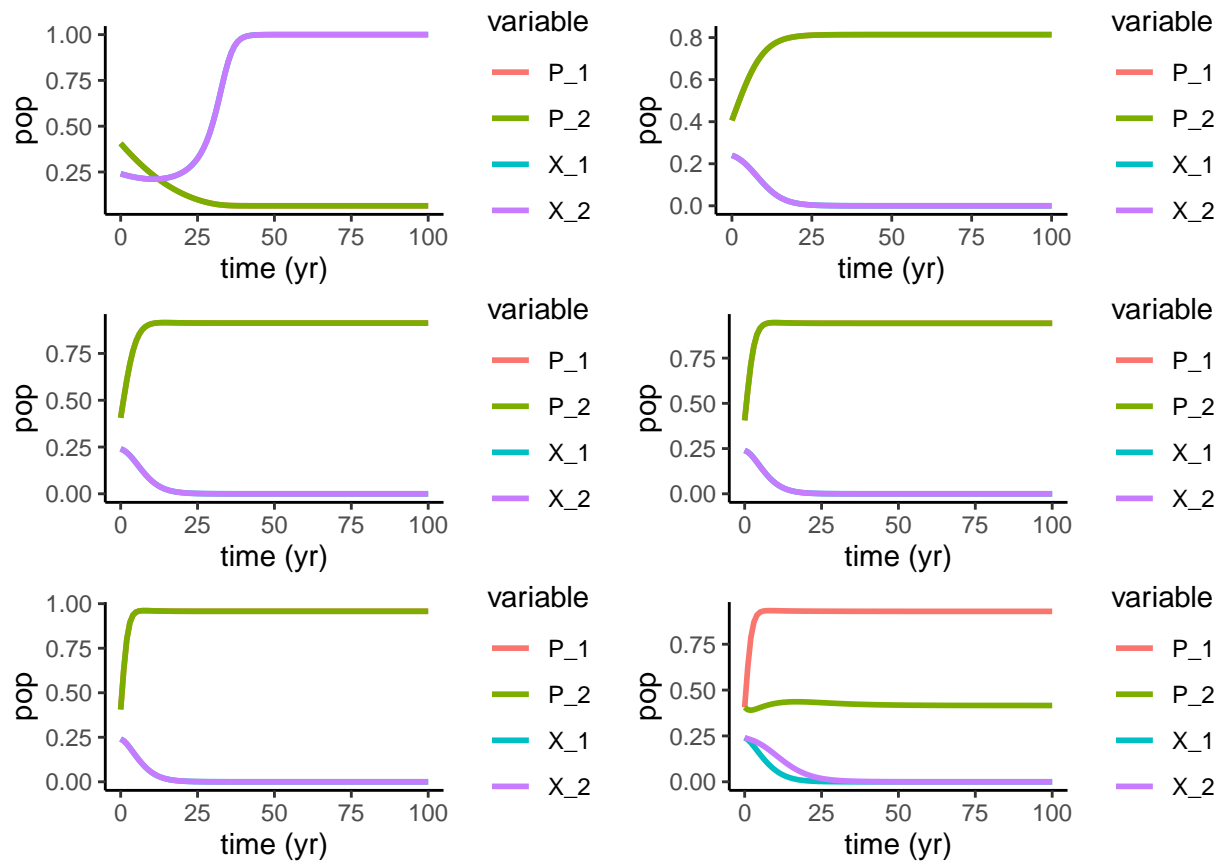 variable
pop
1.00
0.75
0.50
0.25
0 25 50 75 100
time (yr)
P_1
P_2
X_1
X_2
variable
pop
0.8
0.6
0.4
0.2
0.0
0 25 50 75 100
time (yr)
P_1
P_2
X_1
X_2
variable
pop
0.75
0.50
0.25
0.00
0 25 50 75 100
time (yr)
P_1
P_2
X_1
X_2
variable
pop
0.75
0.50
0.25
0.00
0 25 50 75 100
time (yr)
P_1
P_2
X_1
X_2
variable
pop
1.00
0.75
0.50
0.25
0.00
0 25 50 75 100
time (yr)
P_1
P_2
X_1
X_2
variable
pop
0.75
0.50
0.25
0.00
0 25 50 75 100
time (yr)
P_1
P_2
X_1
X_2